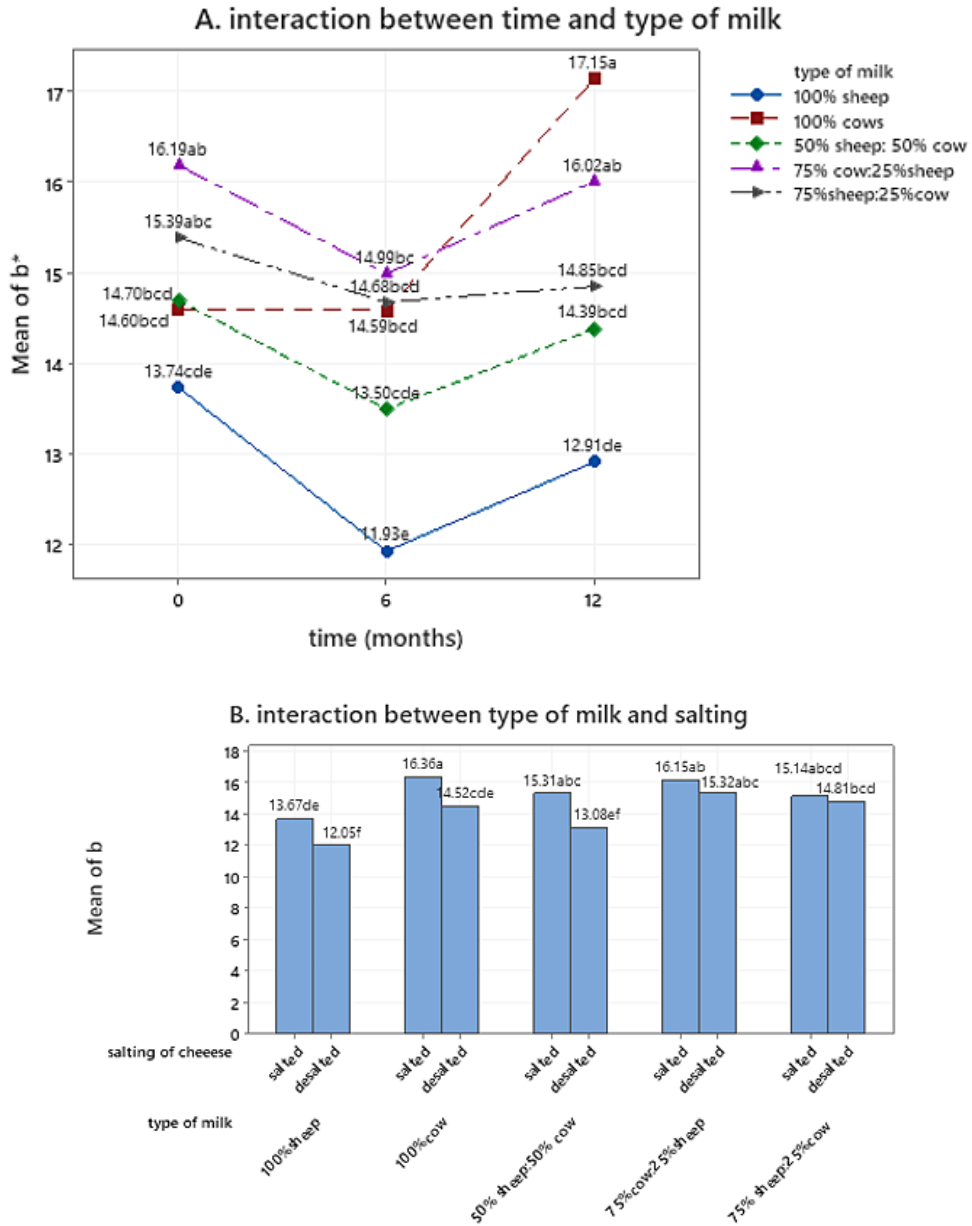 A. interaction between time and type of milk
17.15a
type of milk
100% sheep
100% cows
50% sheep: 50% cow
75% cow:25%sheep
75%sheep:25%cow
17
16.19ab
16.02ab
16
15.39abc
14.99bc
15
14.85bcd
14.68bcd
14.70bcd
14.60bcd
14.59bcd
14.39bcd
14
13.74cde
13.50cde
13
12.91de
11.93e
12
Mean of b*
0 6 12
time (months)
B. interaction between type of milk and salting
18
16
14
12
10
8
6
4
2
0
Mean of b
13.67de
12.05f
16.36a
14.52cde
15.31abc
13.08ef
16.15ab
15.32abc
15.14abcd
14.81bcd
salting of cheeese
salted desalted salted desalted salted desalted salted desalted salted desalted
type of milk
100%sheep
100%cow
50% sheep:50% cow
75%cow:25%sheep
75% sheep:25%cow